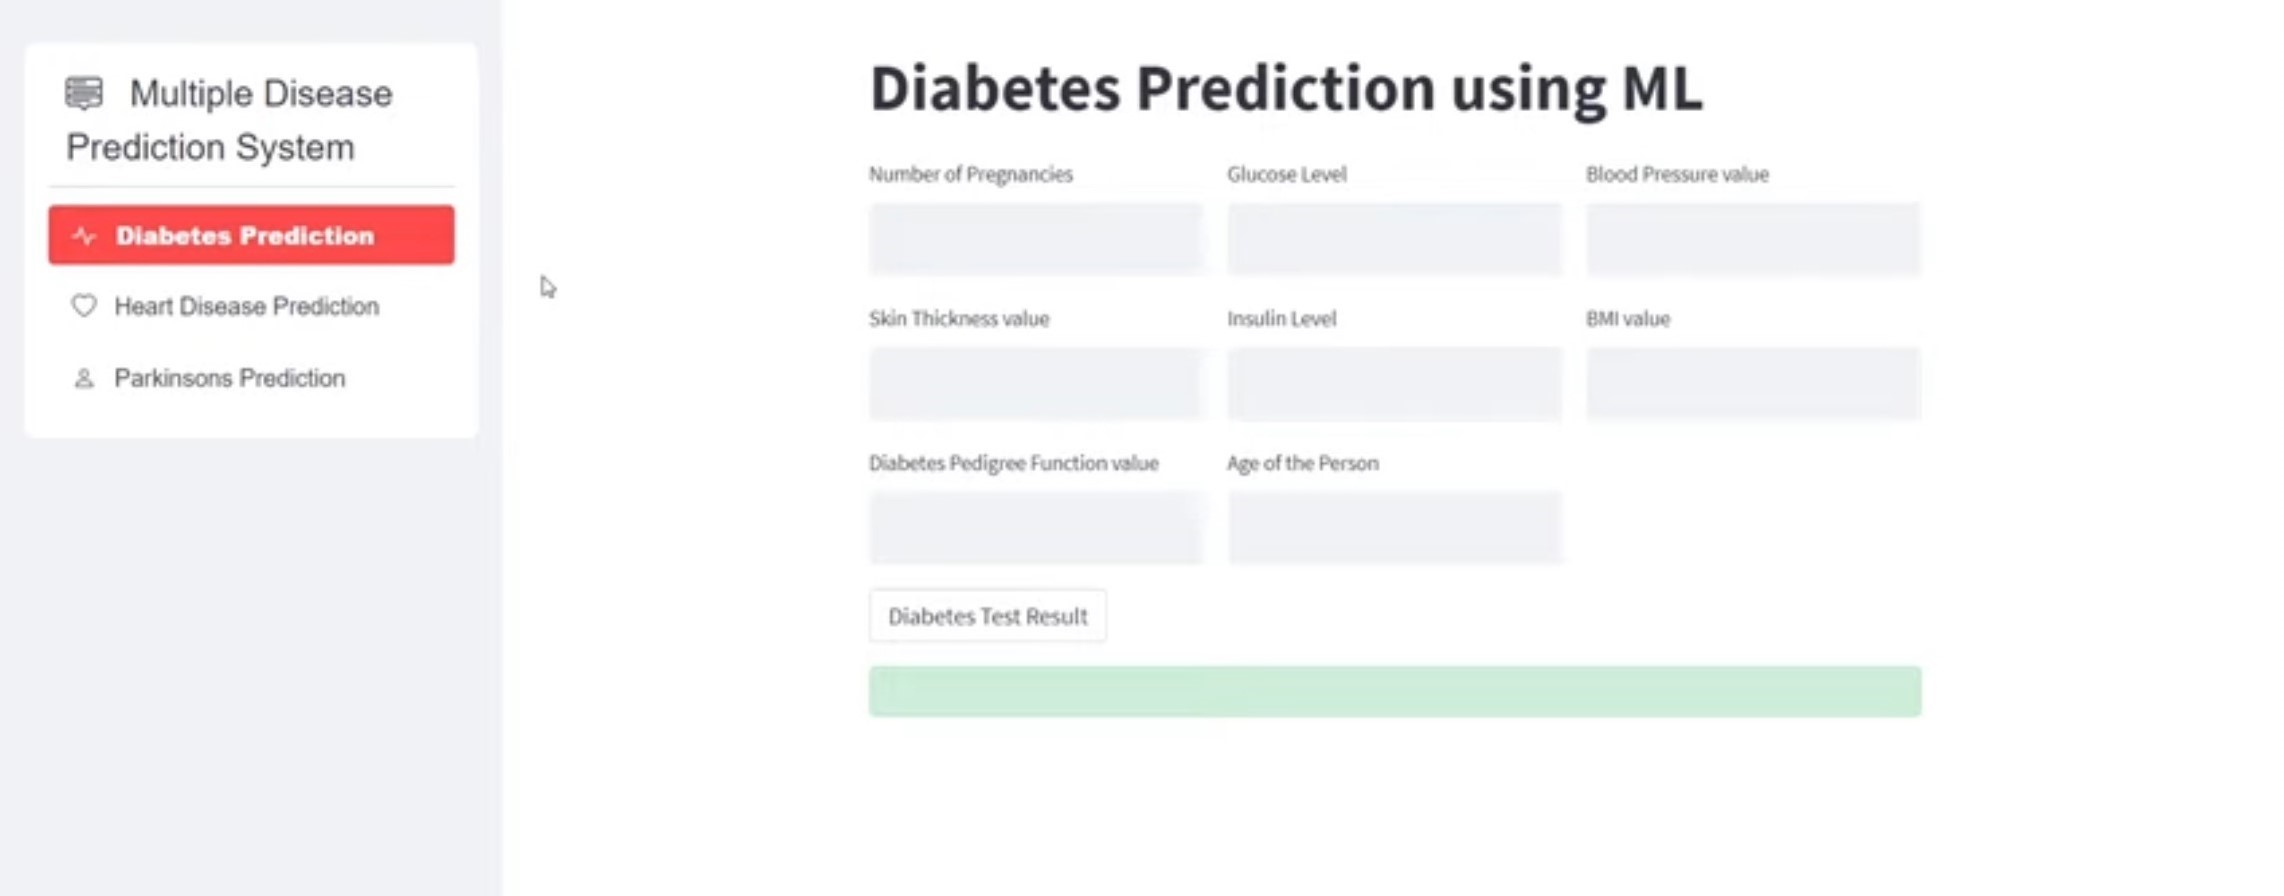 Multiple Disease
Prediction System
Diabetes Prediction
Heart Disease Prediction
Parkinsons Prediction
Diabetes Prediction using ML
Number of Pregnancies
Glucose Level
Blood Pressure value
Skin Thickness value
Insulin Level
BMI value
Diabetes Pedigree Function value
Age of the Person
Diabetes Test Result